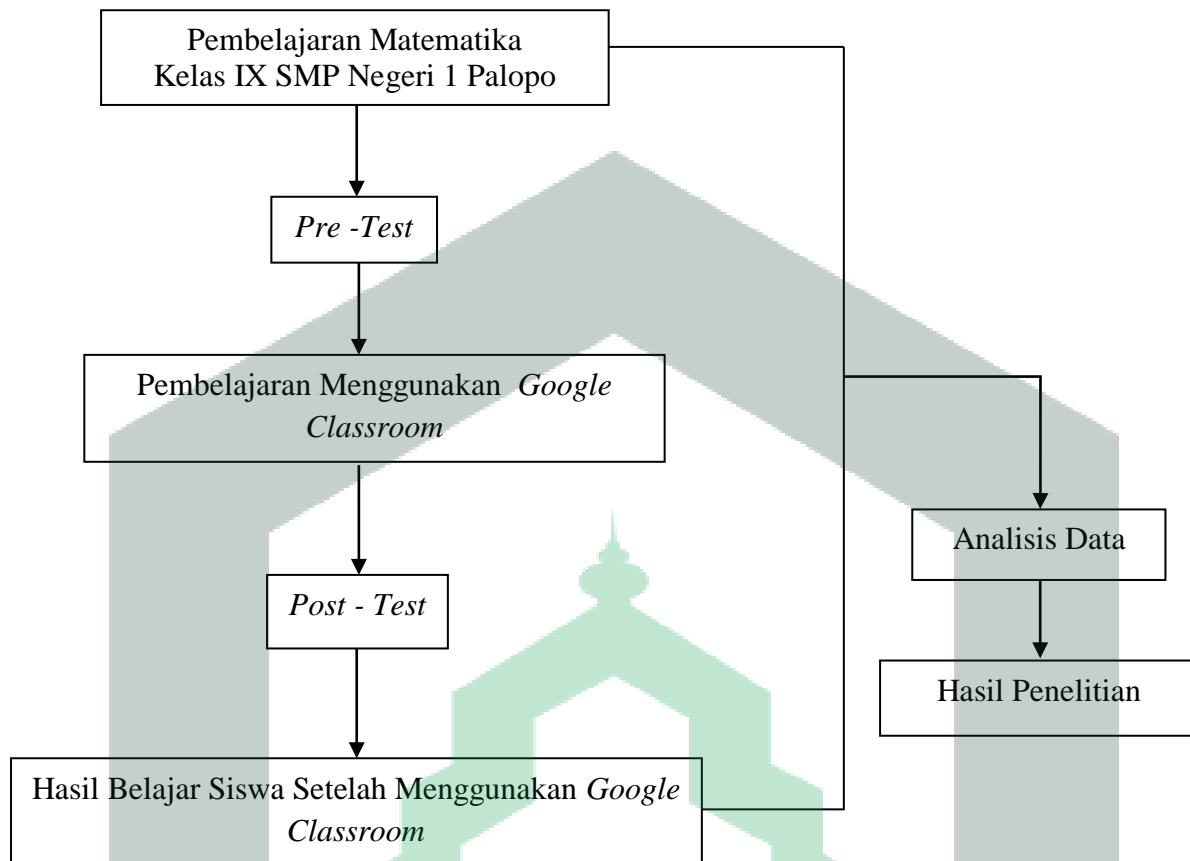 Pembelajaran Matematika
Kelas IX SMP Negeri 1 Palopo
Pre -Test
Pembelajaran Menggunakan Google
Classroom
Post - Test
Hasil Belajar Siswa Setelah Menggunakan Google
Classroom
Analisis Data
Hasil Penelitian